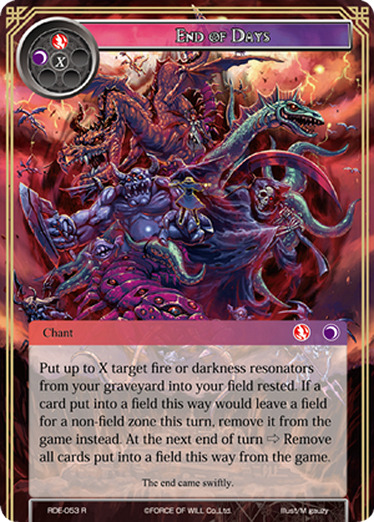 End of Days
X
Chant
Put up to X target fire or darkness resonators
from your graveyard into your field rested. If a
card put into a field this way would leave a field
for a non-field zone this turn, remove it from the
game instead. At the next end of turn ⇨ Remove
all cards put into a field this way from the game.
The end came swiftly.
RDE-053 R ©FORCE OF WILL Co.,Ltd. Illust/M gauzy